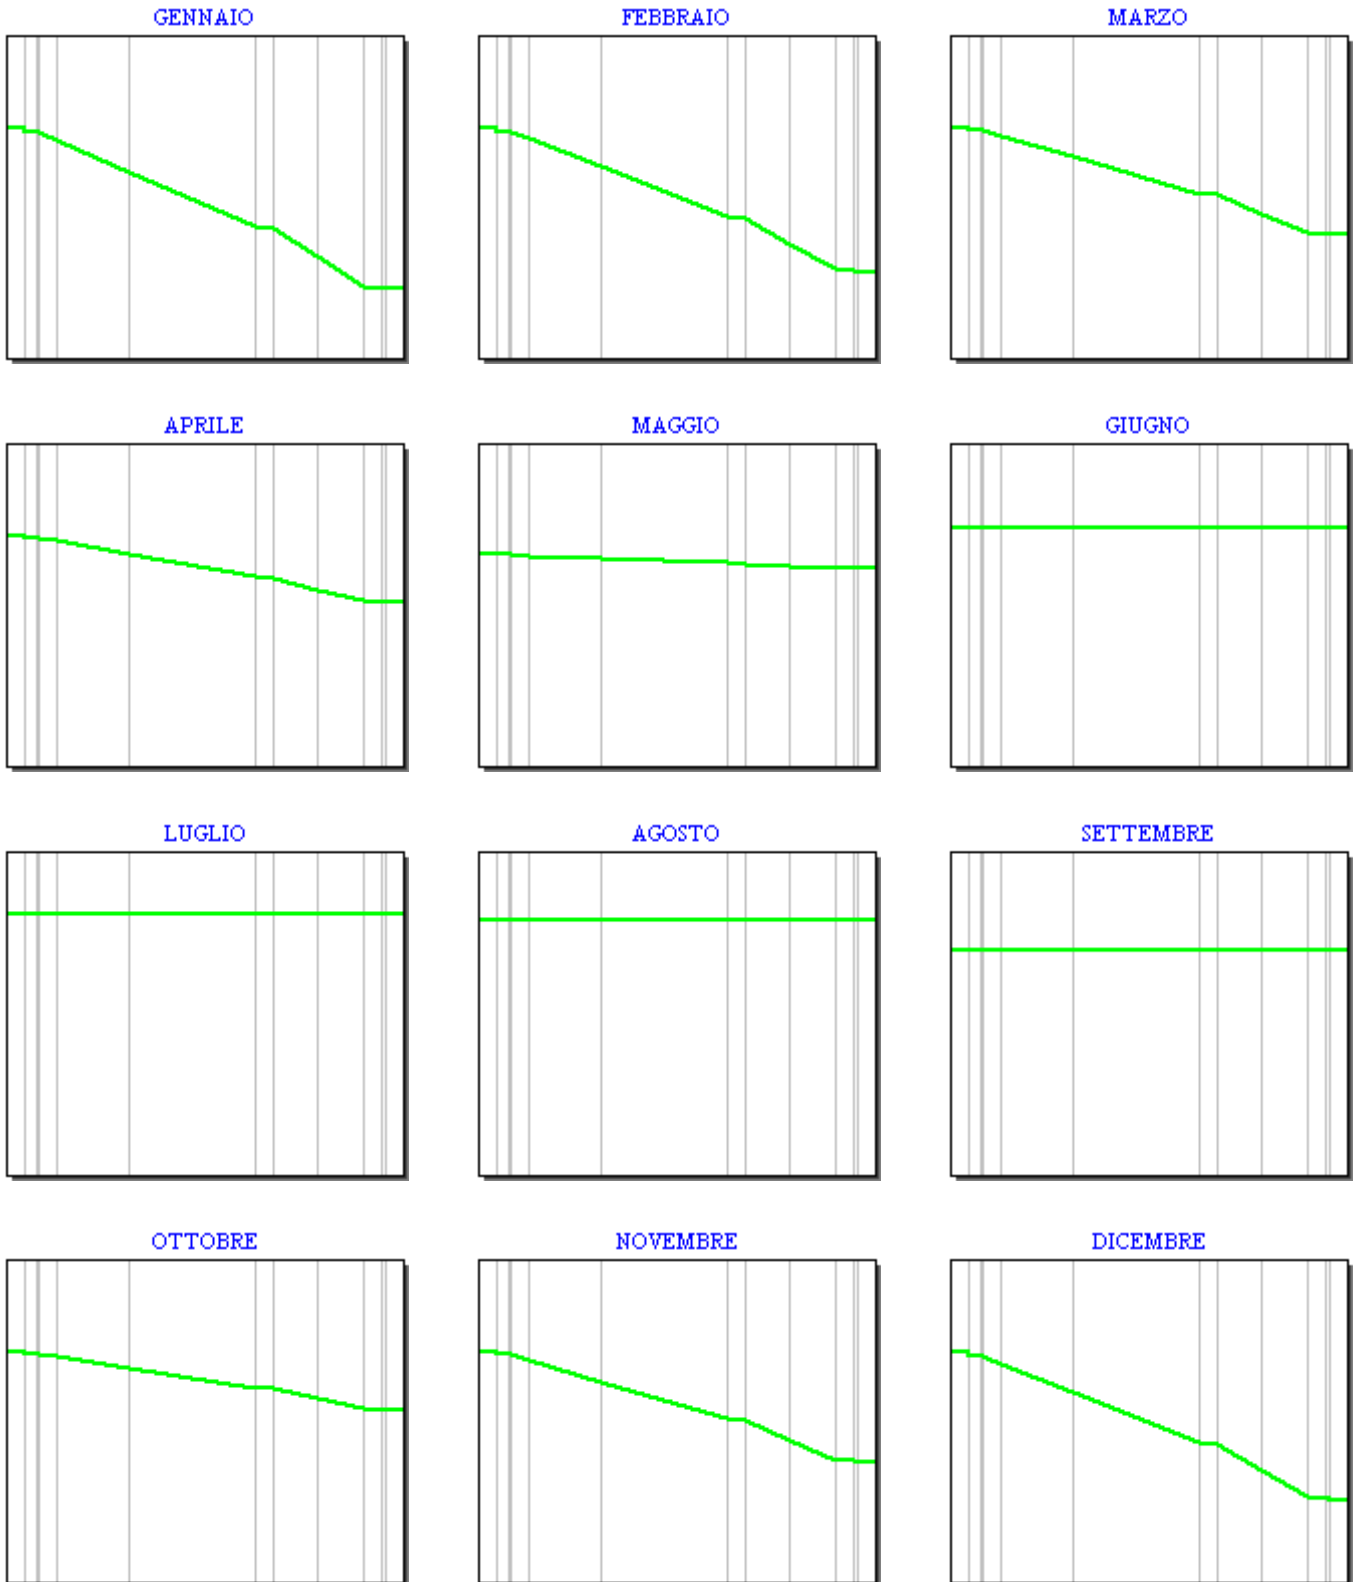 GENNAIO
FEBBRAIO
MARZO
APRILE
MAGGIO
GIUGNO
LUGLIO
AGOSTO
SETTEMBRE
OTTOBRE
NOVEMBRE
DICEMBRE